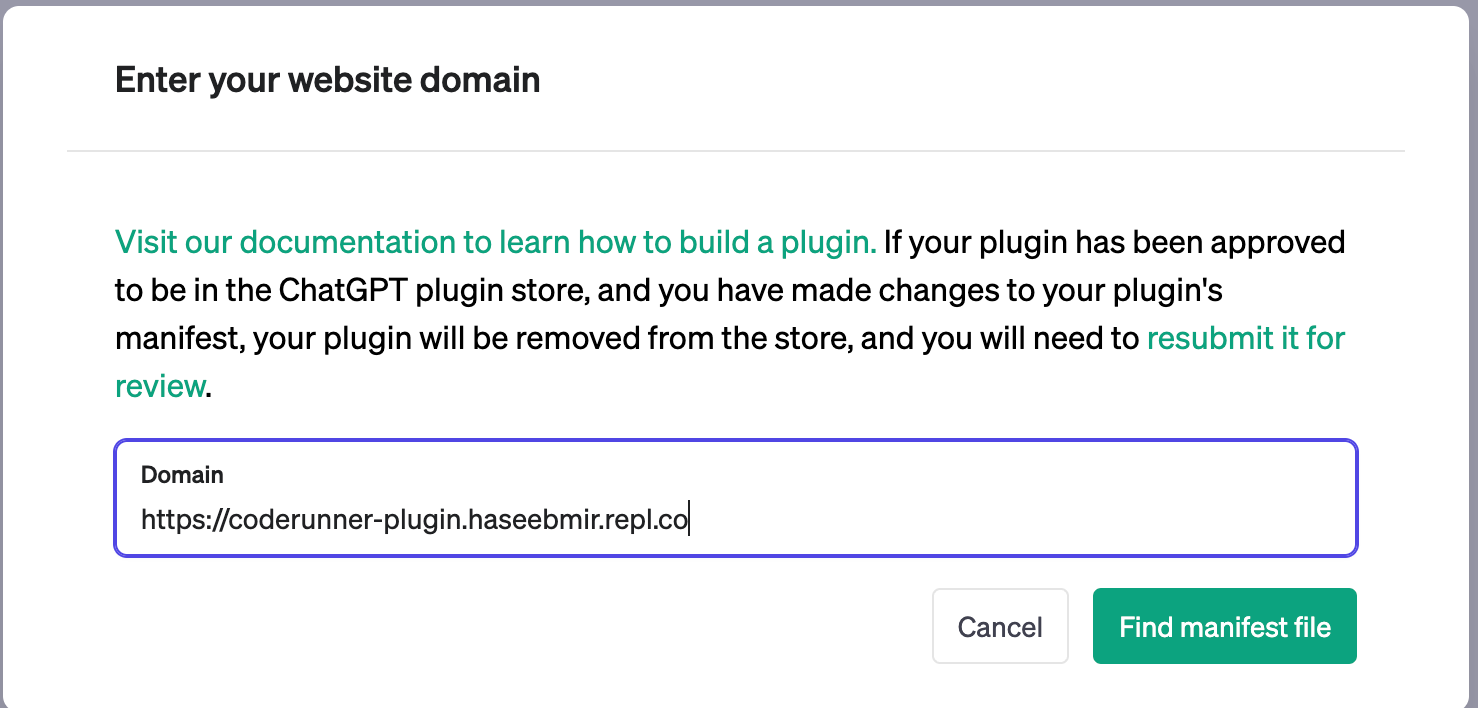 Enter your website domain
Visit our documentation to learn how to build a plugin. If your plugin has been approved
to be in the ChatGPT plugin store, and you have made changes to your plugin's
manifest, your plugin will be removed from the store, and you will need to resubmit it for
review.
Domain
https://coderunner-plugin.haseebmir.repl.co
Cancel
Find manifest file